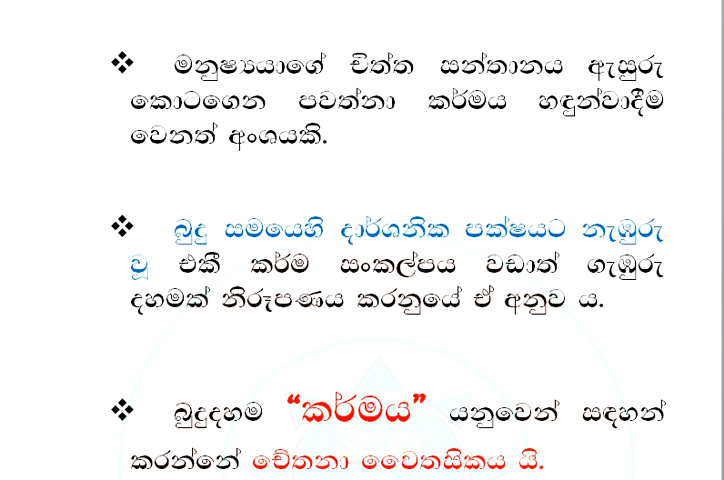 ❖ මනුෂ්‍යයාගේ චිත්ත සන්තානය ඇසුරු
කොටගෙන පවත්නා කර්මය හඳුන්වාදීම
වෙනත් අංශයකි.
❖ බුදු සමයෙහි දාර්ශනික පක්ෂයට නැඹුරු
වූ එකී කර්ම සංකල්පය වඩාත් ගැඹුරු
දහමක් නිරූපණය කරනුයේ ඒ අනුව ය.
❖ බුදුදහම “කර්මය” යනුවෙන් සඳහන්
කරන්නේ චේතනා චෛතසිකය යි.